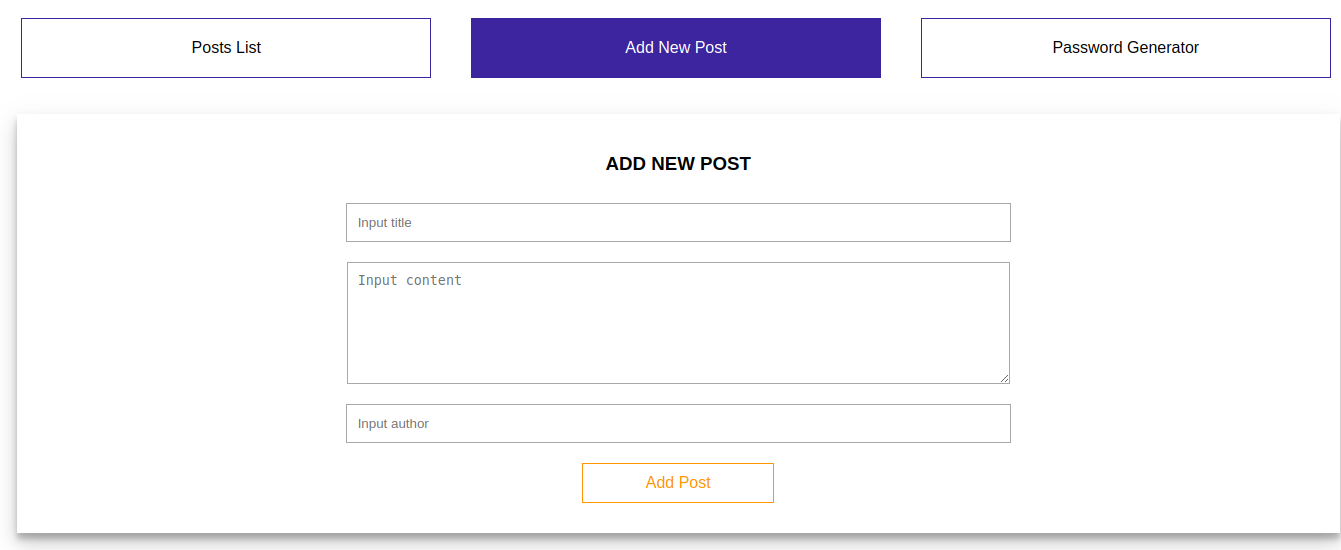 Posts List
Add New Post
Password Generator
ADD NEW POST
Input title
Input content
Input author
Add Post